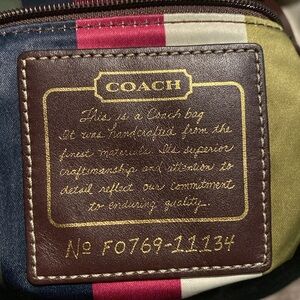 COACH
This is a Coach bag
It was handcrafted from the
finest materials. Its superior
craftsmanship and attention to
detail reflect our commitment
to enduring quality.
No F0769-11134